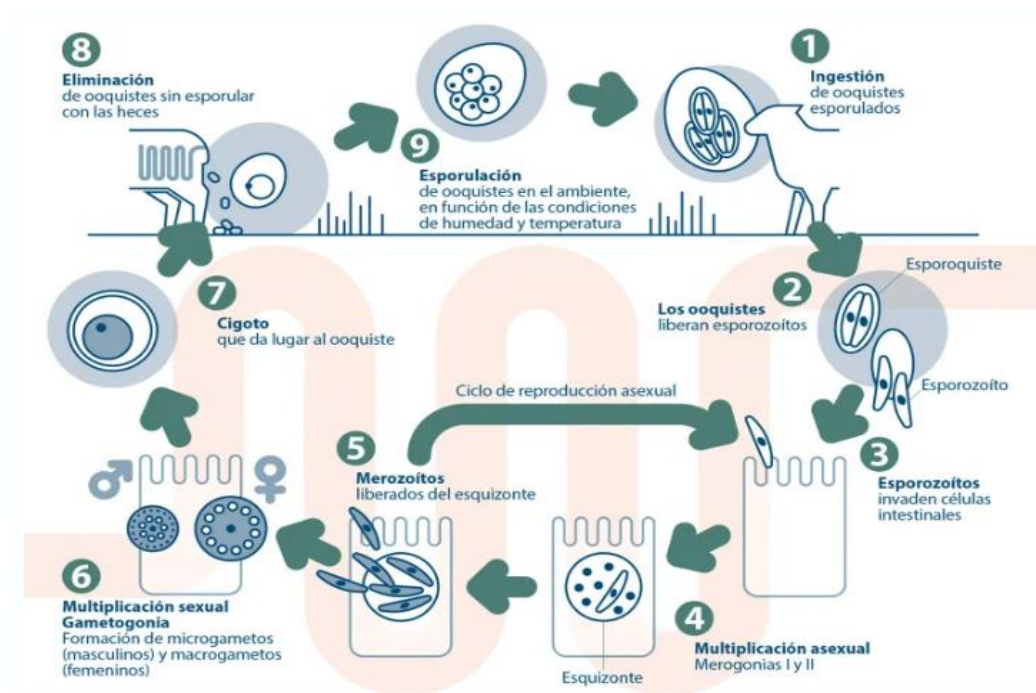 8
Eliminación
de ooquistes sin esporular
con las heces
1
Ingestión
de ooquistes
esporulados
9
Esporulación
de ooquistes en el ambiente,
en función de las condiciones
de humedad y temperatura
2
Los ooquistes
liberan esporozoítos
Esporoquiste
Esporozoíto
7
Cigoto
que da lugar al ooquiste
Ciclo de reproducción asexual
3
Esporozoítos
invaden células
intestinales
5
Merozoítos
liberados del esquizonte
4
Multiplicación asexual
Merogonias I y II
Esquizonte
6
Multiplicación sexual
Gametogonia
Formación de microgametos
(masculinos) y macrogametos
(femeninos)